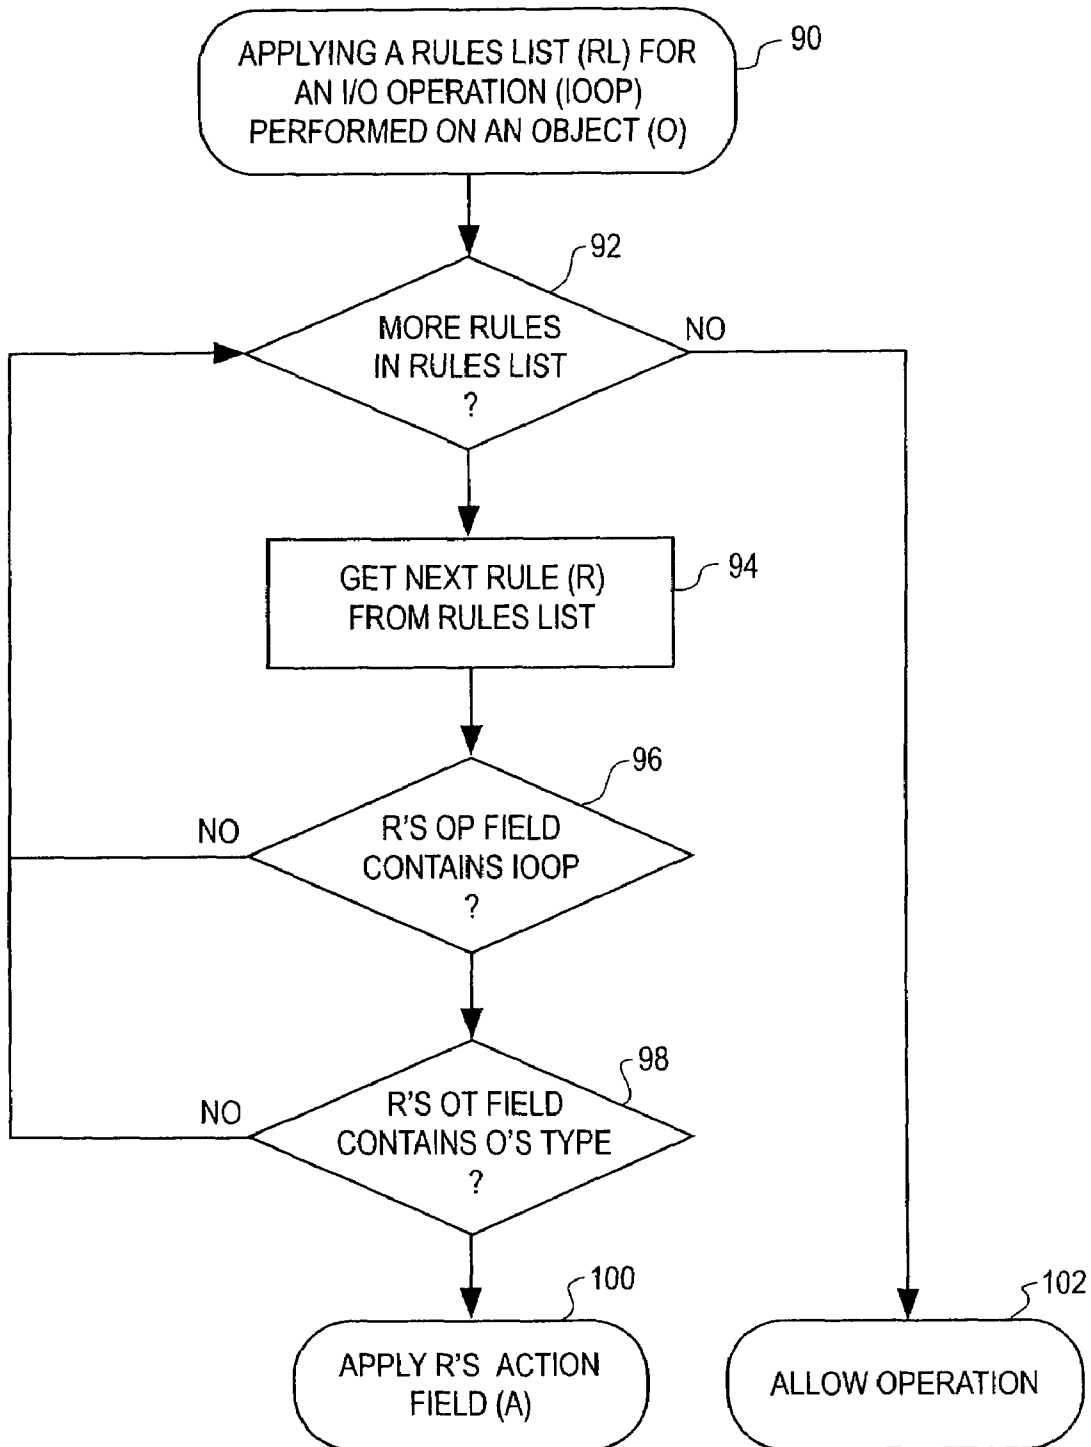 APPLYING A RULES LIST (RL) FOR
AN I/O OPERATION (IOOP)
PERFORMED ON AN OBJECT (O)
90
92
MORE RULES
IN RULES LIST
?
NO
GET NEXT RULE (R)
FROM RULES LIST
94
96
R'S OP FIELD
CONTAINS IOOP
?
NO
98
R'S OT FIELD
CONTAINS O'S TYPE
?
NO
100
APPLY R'S ACTION
FIELD (A)
102
ALLOW OPERATION